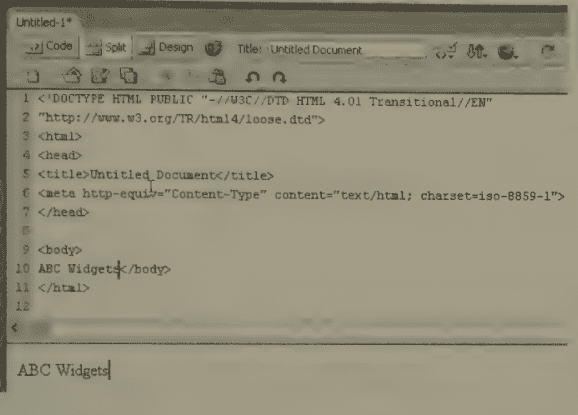 Untitled-1*
Code Split Design Title: Untitled Document
1 <!DOCTYPE HTML PUBLIC "-//W3C//DTD HTML 4.01 Transitional//EN"
2 "http://www.w3.org/TR/html4/loose.dtd">
3 <html>
4 <head>
5 <title>Untitled Document</title>
6 <meta http-equiv="Content-Type" content="text/html; charset=iso-8859-1">
7 </head>
8
9 <body>
10 ABC Widgets</body>
11 </html>
12
ABC Widgets